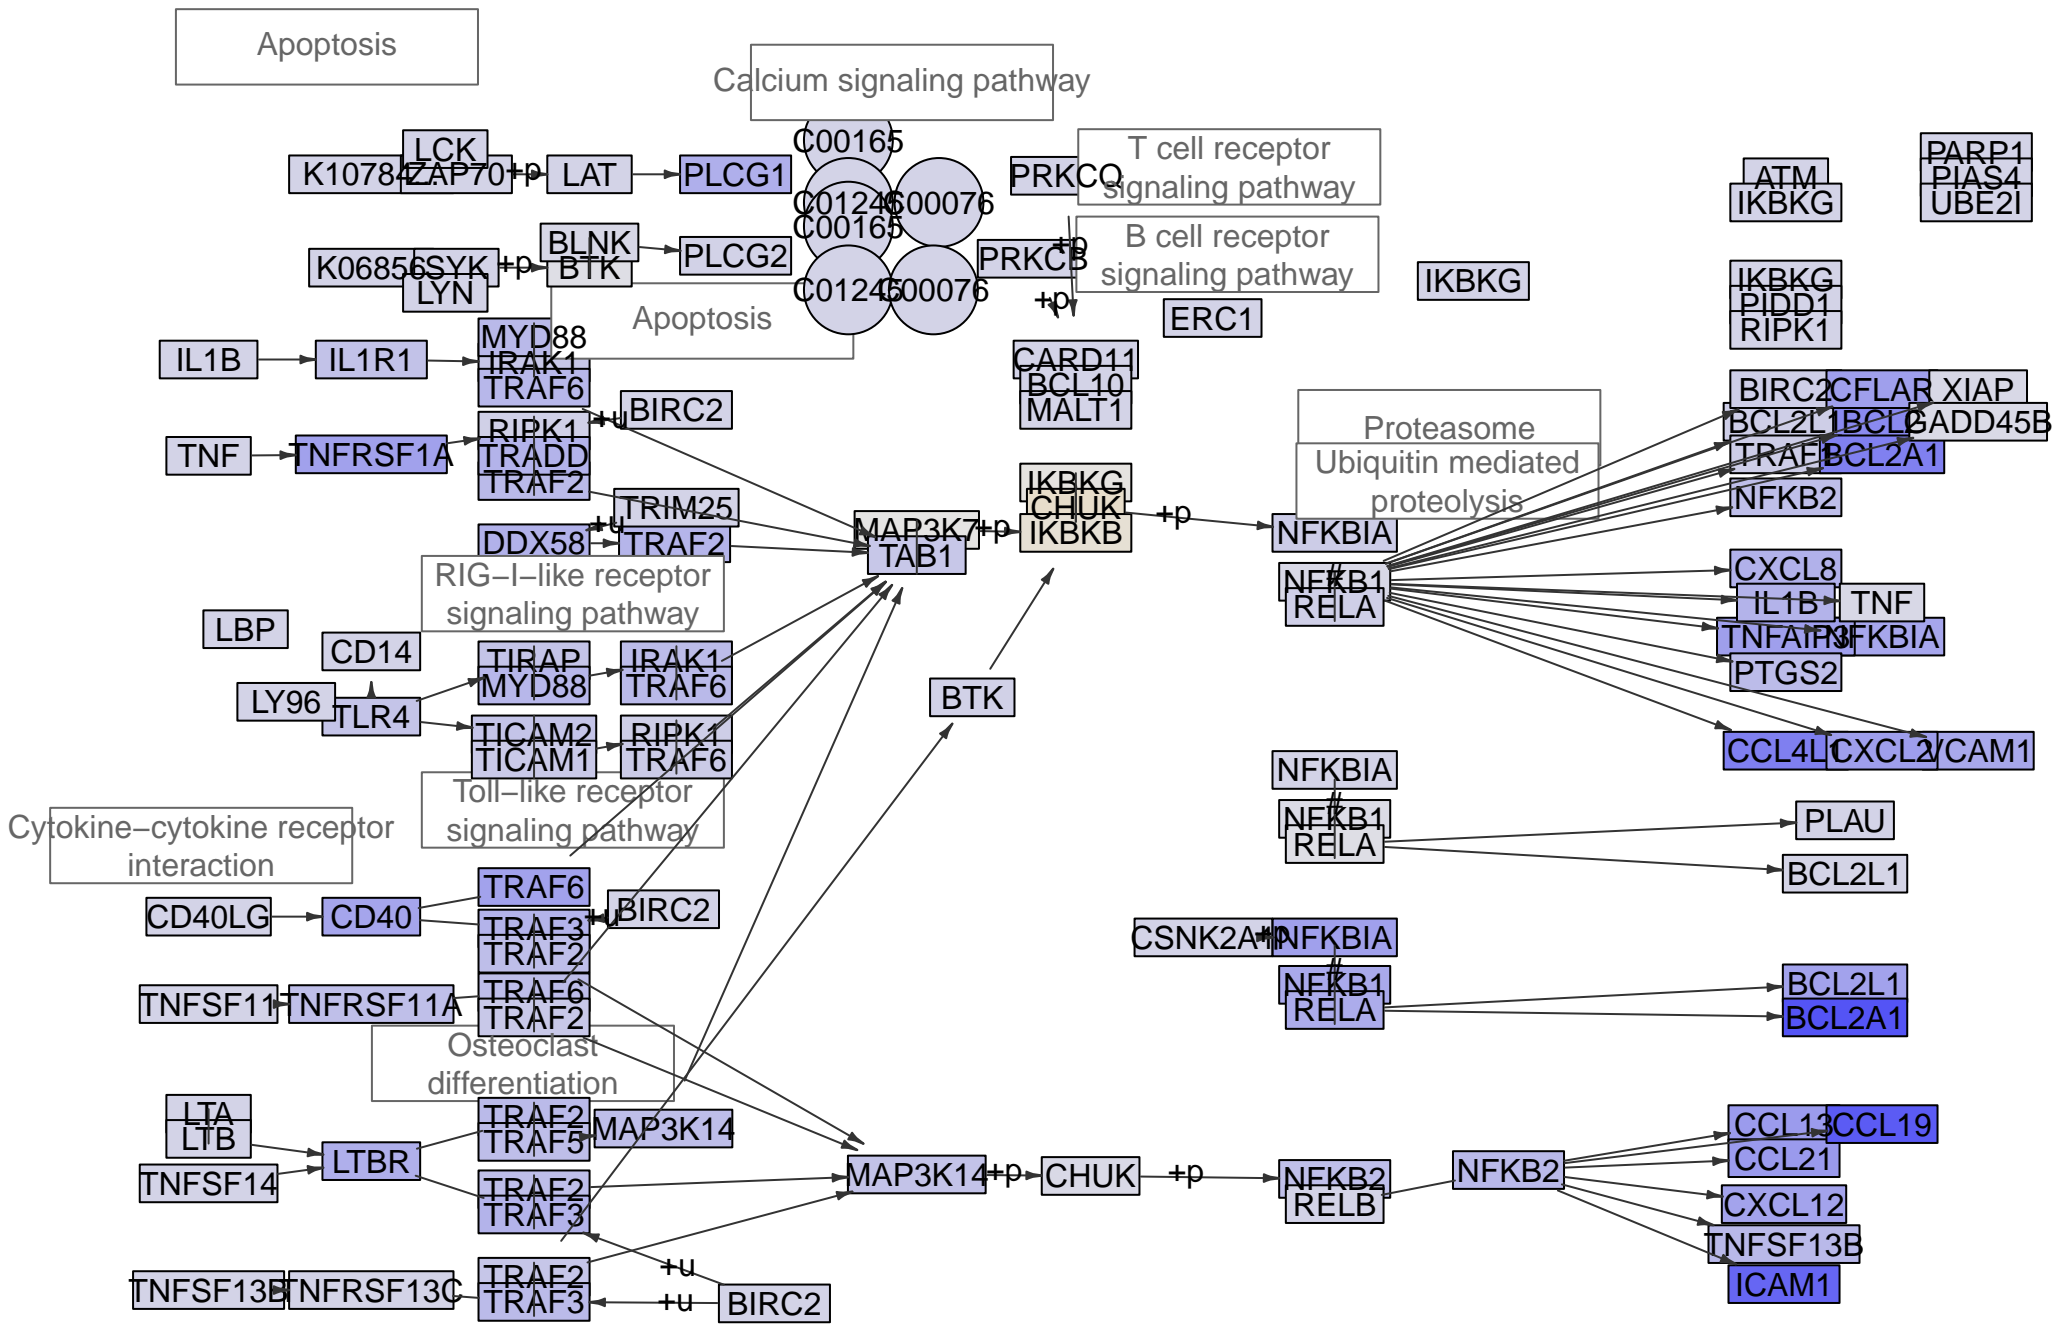 Apoptosis
Calcium signaling pathway
C00165
T cell receptor
signaling pathway
LCK
K10784
ZAP70
+p
LAT
PLCG1
PRKCQ
PARP1
PIAS4
UBE2I
ATM
IKBKG
C01246
C00076
C00165
B cell receptor
signaling pathway
BLNK
BTK
PLCG2
PRKCB
+p
K06856
SYK
+p
LYN
IKBKG
IKBKG
PIDD1
RIPK1
C01245
C00076
+p
ERC1
Apoptosis
MYD88
IRAK1
TRAF6
IL1B
IL1R1
CARD11
BCL10
MALT1
BIRC2
CFLAR
XIAP
BCL2L1
BCL2
GADD45B
TRAF1
BCL2A1
NFKB2
BIRC2
+u
RIPK1
TRADD
TRAF2
TNF
TNFRSF1A
Proteasome
Ubiquitin mediated
proteolysis
IKBKG
CHUK
IKBKB
+p
TRIM25
+u
DDX58
TRAF2
MAP3K7
+p
TAB1
NFKBIA
NFKB1
RELA
RIG−I−like receptor
signaling pathway
CXCL8
IL1B
TNF
TNFAIP3
NFKBIA
PTGS2
LBP
CD14
LY96
TLR4
TIRAP
MYD88
IRAK1
TRAF6
BTK
TICAM2
TICAM1
RIPK1
TRAF6
CCL4L1
CXCL2
VCAM1
NFKBIA
Toll−like receptor
signaling pathway
Cytokine−cytokine receptor
interaction
NFKB1
RELA
PLAU
BCL2L1
TRAF6
CD40LG
CD40
TRAF3
TRAF2
+u
BIRC2
CSNK2A1
+p
NFKBIA
TNFSF11
TNFRSF11A
TRAF6
TRAF2
NFKB1
RELA
BCL2L1
BCL2A1
Osteoclast
differentiation
LTA
LTB
TRAF2
TRAF5
MAP3K14
CCL13
CCL19
LTBR
CCL21
TNFSF14
TRAF2
TRAF3
MAP3K14
+p
CHUK
+p
NFKB2
RELB
NFKB2
CXCL12
TNFSF13B
ICAM1
TNFSF13B
TNFRSF13C
TRAF2
TRAF3
+u
+u
BIRC2